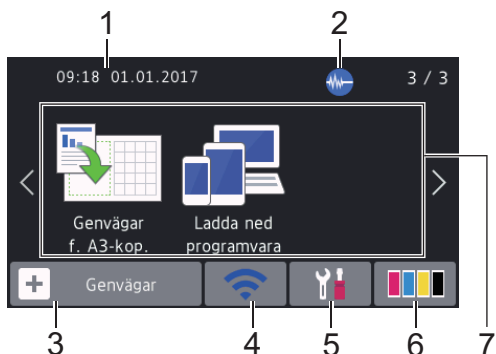 1
2
09:18 01.01.2017
3 / 3
Genvägar
f. A3-kop.
Ladda ned
programvara
Genvägar
3
4
5
6
7